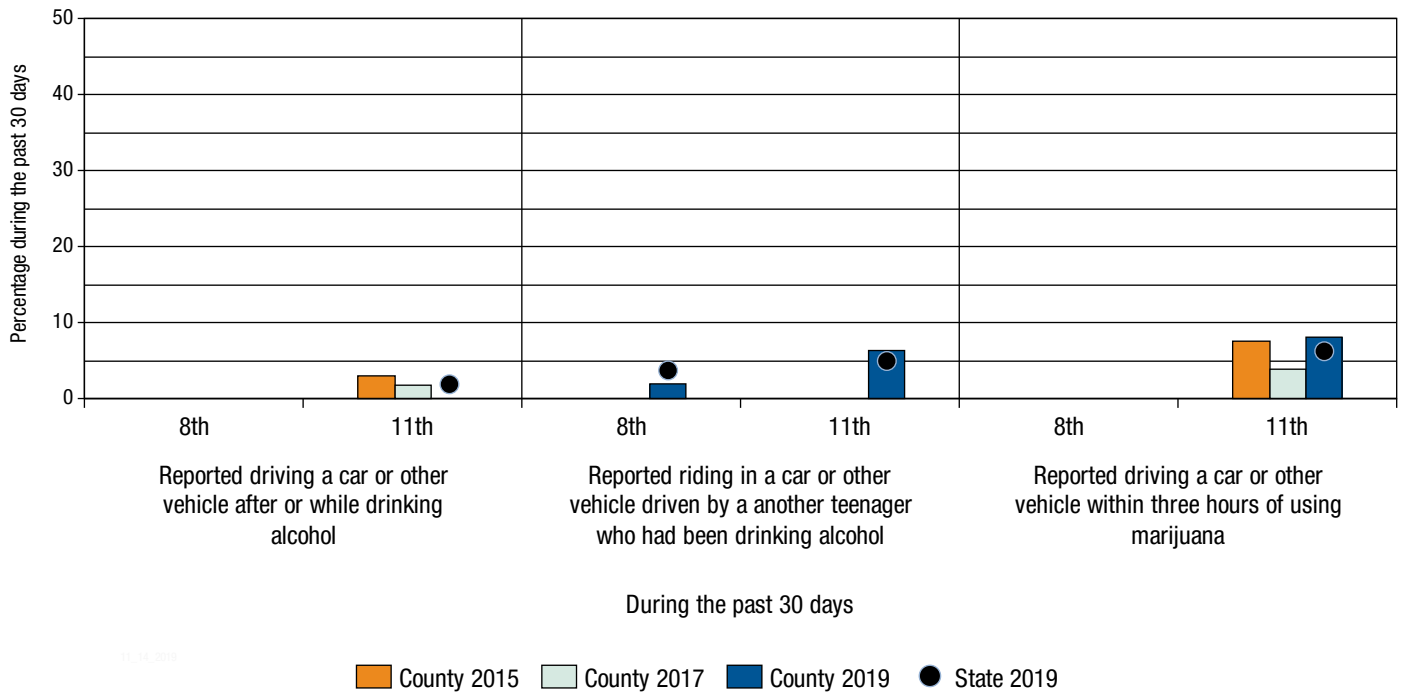 50
40
30
20
10
0
Percentage during the past 30 days
8th 11th 8th 11th 8th 11th
Reported driving a car or other
vehicle after or while drinking
alcohol
Reported riding in a car or other
vehicle driven by a another teenager
who had been drinking alcohol
Reported driving a car or other
vehicle within three hours of using
marijuana
During the past 30 days
County 2015 County 2017 County 2019 State 2019